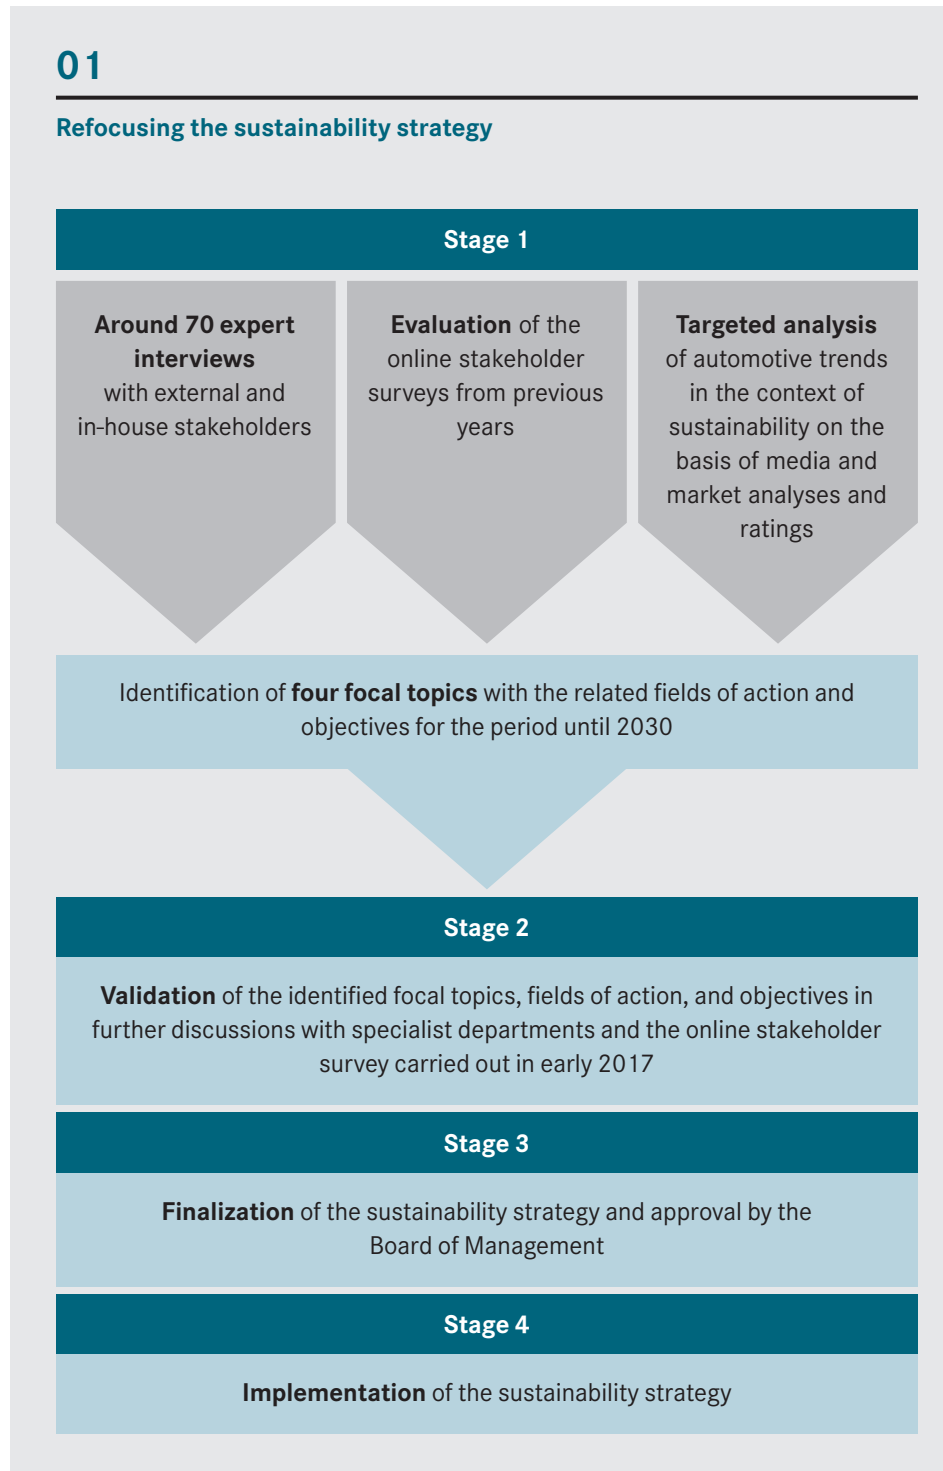 01
Refocusing the sustainability strategy
Stage 1
Around 70 expert
interviews
with external and
in-house stakeholders
Evaluation of the
online stakeholder
surveys from previous
years
Targeted analysis
of automotive trends
in the context of
sustainability on the
basis of media and
market analyses and
ratings
Identification of four focal topics with the related fields of action and
objectives for the period until 2030
Stage 2
Validation of the identified focal topics, fields of action, and objectives in
further discussions with specialist departments and the online stakeholder
survey carried out in early 2017
Stage 3
Finalization of the sustainability strategy and approval by the
Board of Management
Stage 4
Implementation of the sustainability strategy